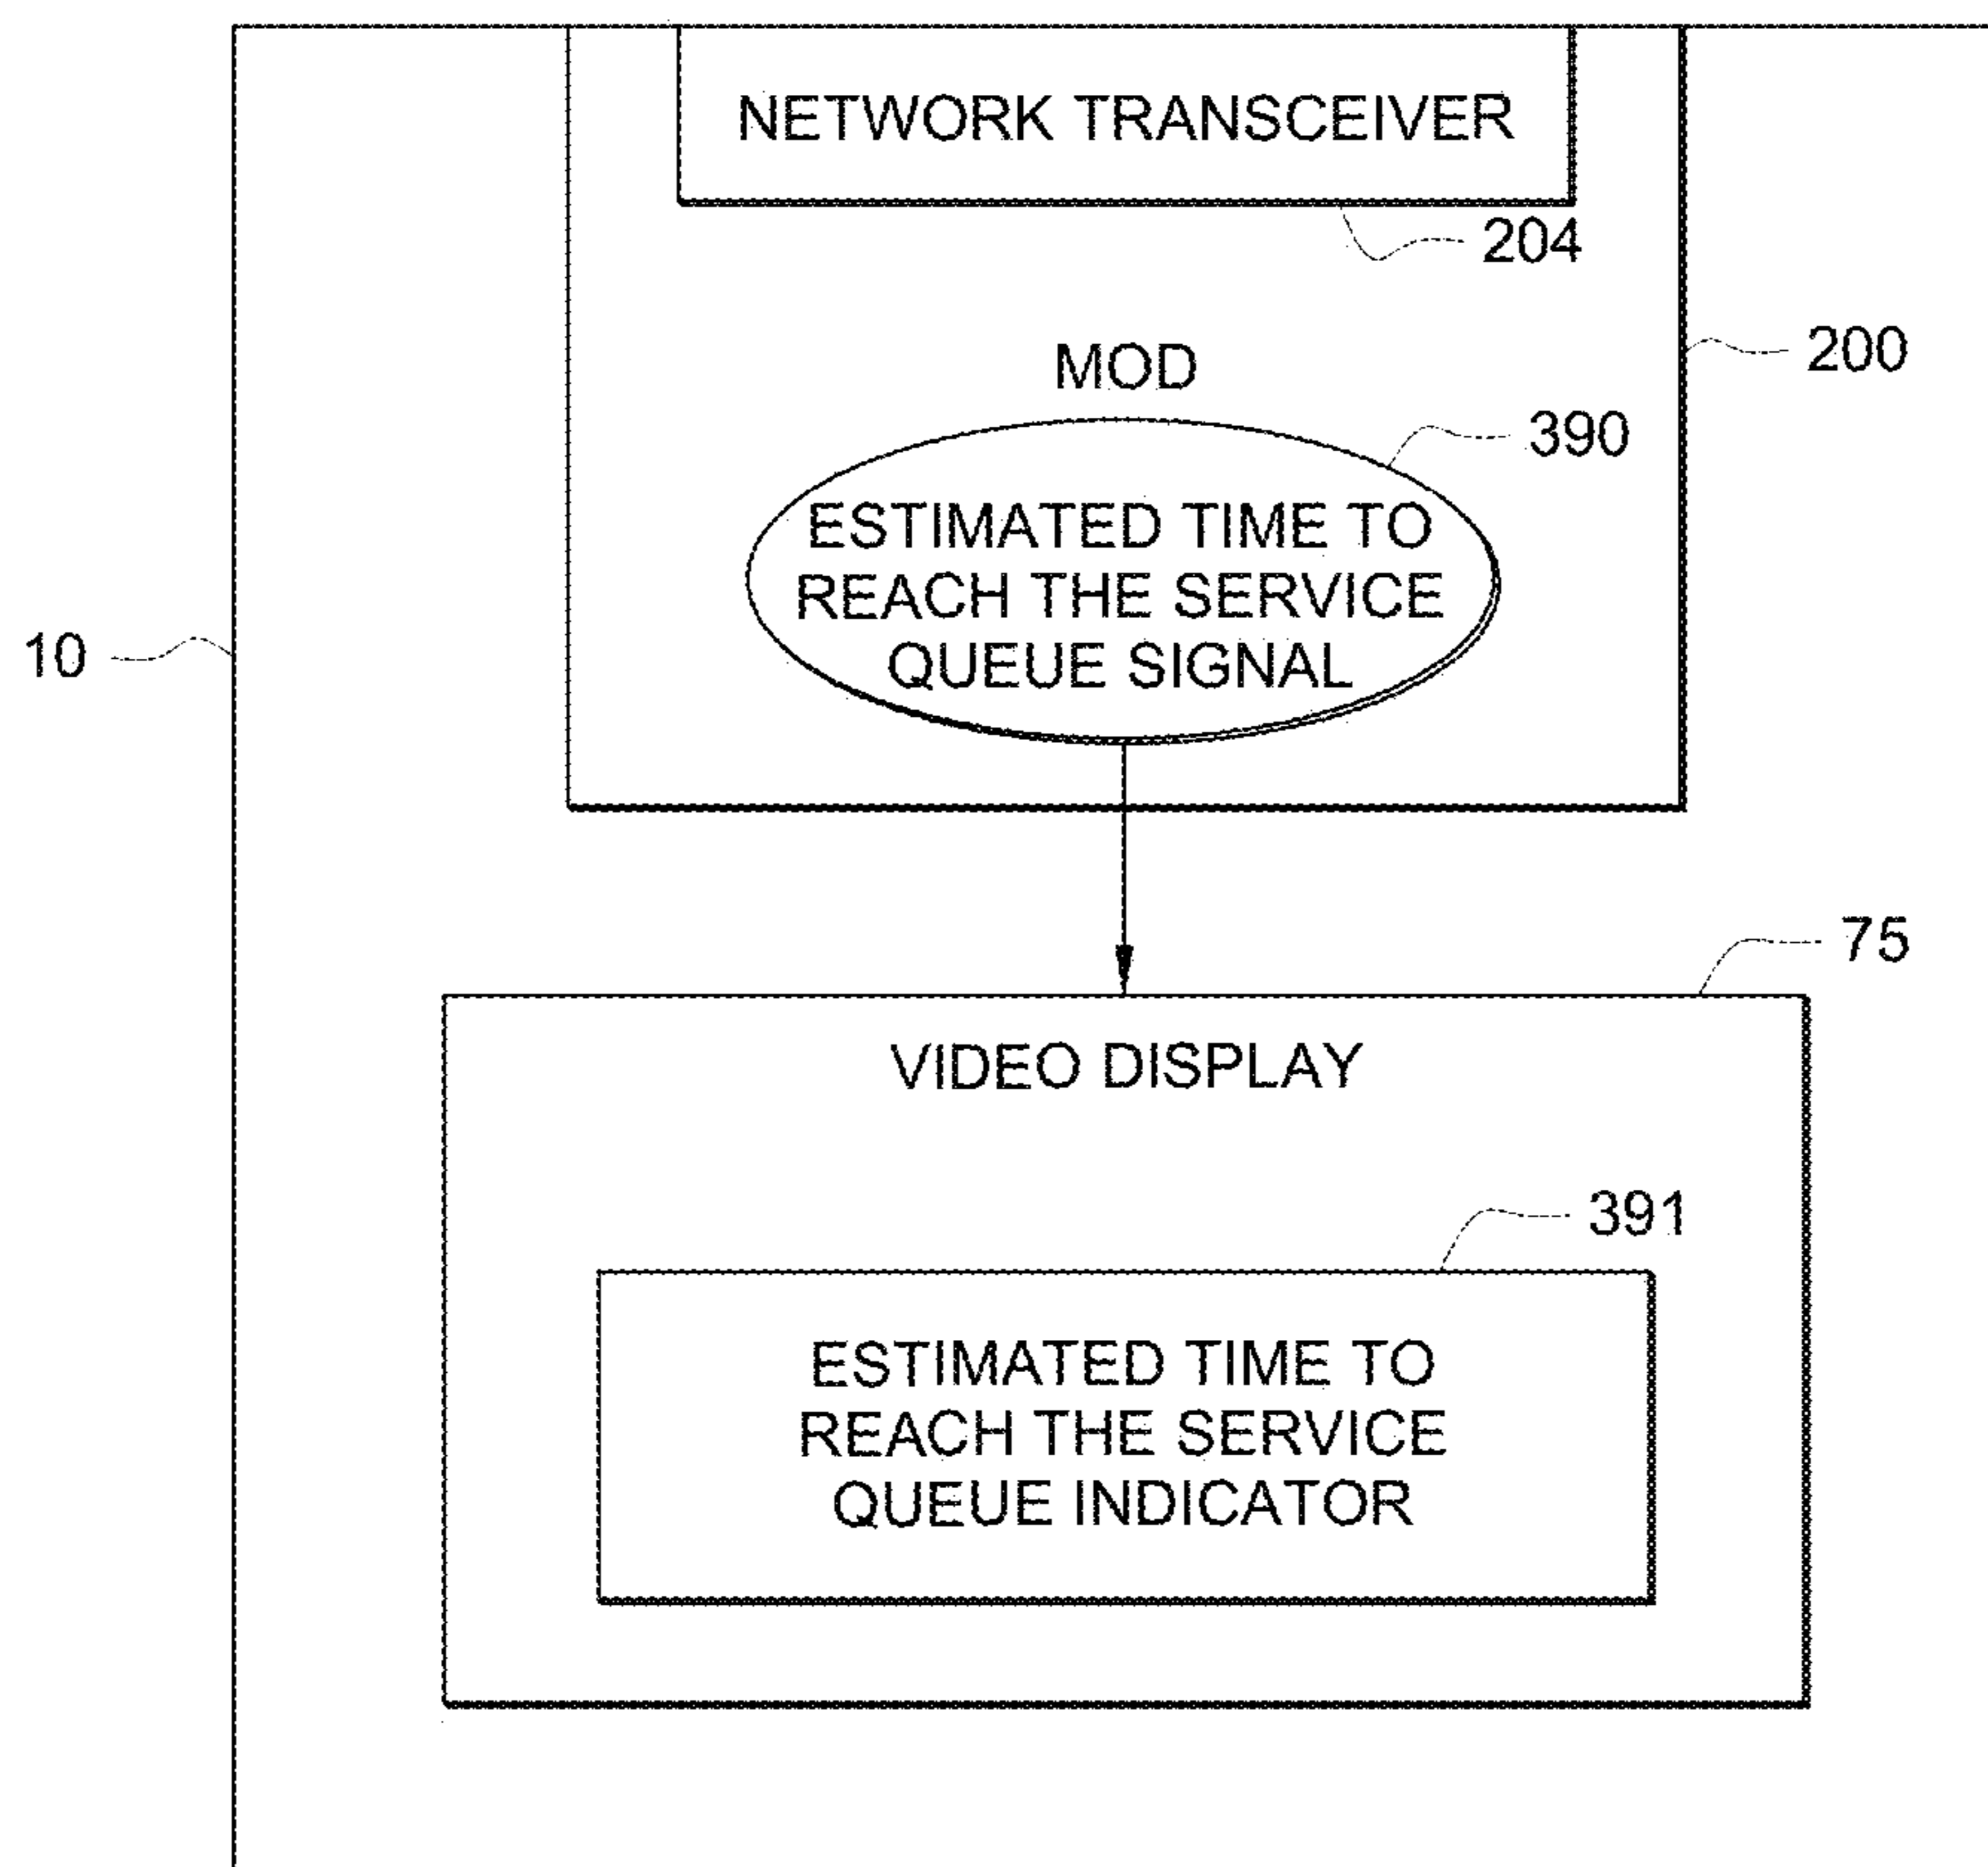 NETWORK TRANSCEIVER
204
MOD
200
390
ESTIMATED TIME TO
REACH THE SERVICE
QUEUE SIGNAL
10
75
VIDEO DISPLAY
391
ESTIMATED TIME TO
REACH THE SERVICE
QUEUE INDICATOR